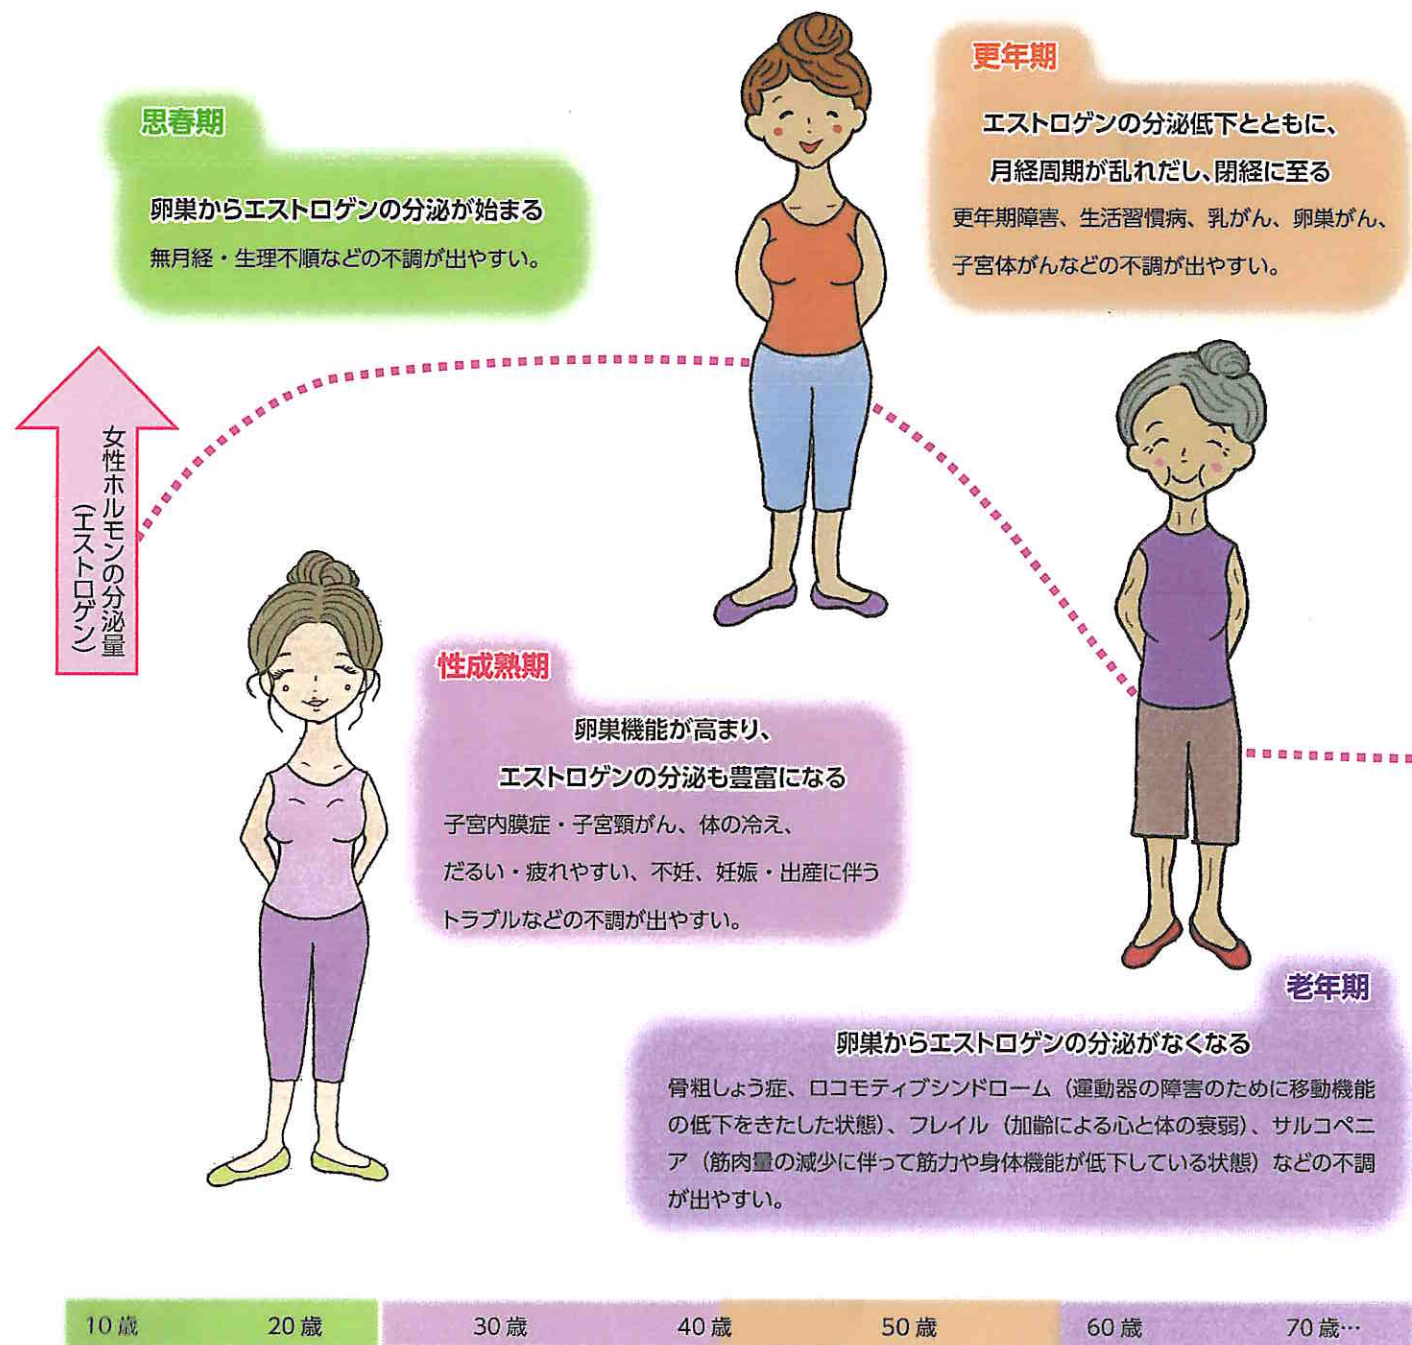 思春期
卵巣からエストロゲンの分泌が始まる
無月経・生理不順などの不調が出やすい。
更年期
エストロゲンの分泌低下とともに、
月経周期が乱れだし、閉経に至る
更年期障害、生活習慣病、乳がん、卵巣がん、
子宮体がんなどの不調が出やすい。
女性ホルモンの分泌量
(エストロゲン)
性成熟期
卵巣機能が高まり、
エストロゲンの分泌も豊富になる
子宮内膜症・子宮頸がん、体の冷え、
だるい・疲れやすい、不妊、妊娠・出産に伴う
トラブルなどの不調が出やすい。
老年期
卵巣からエストロゲンの分泌がなくなる
骨粗しょう症、ロコモティブシンドローム（運動器の障害のために移動機能
の低下をきたした状態）、フレイル（加齢による心と体の衰弱）、サルコペニ
ア（筋肉量の減少に伴って筋力や身体機能が低下している状態）などの不調
が出やすい。
10歳 20歳 30歳 40歳 50歳 60歳 70歳…